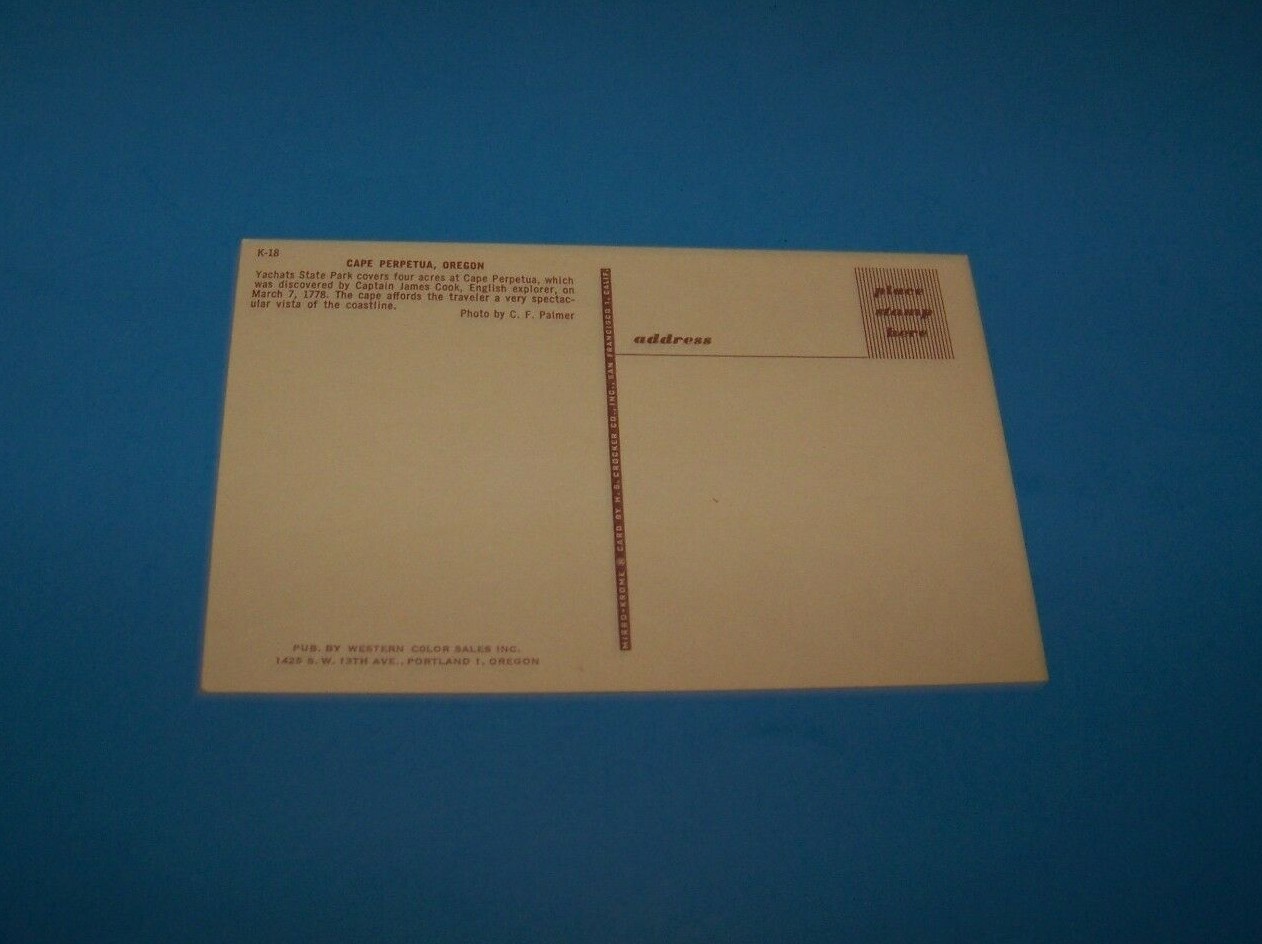 K-18
CAPE PERPETUA, OREGON
Yachats State Park covers four acres at Cape Perpetua, which
was discovered by Captain James Cook, English explorer, on
March 7, 1778. The cape affords the traveler a very spectac-
ular vista of the coastline.
Photo by C. F. Palmer
PUB. BY WESTERN COLOR SALES INC.
1425 S. W. 13TH AVE., PORTLAND 1, OREGON
MIRRO-KROME ® CARD BY H. S. CROCKER CO., INC., SAN FRANCISCO 1, CALIF.
place
stamp
here
address